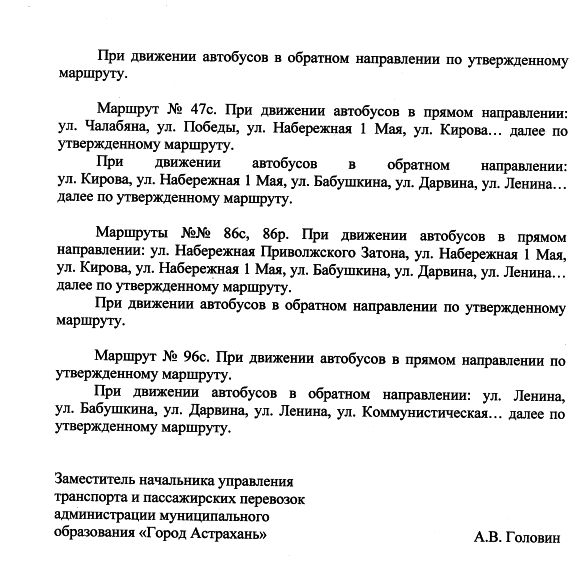 При движении автобусов в обратном направлении по утвержденному
маршруту.
Маршрут № 47с. При движении автобусов в прямом направлении:
ул. Чалабяна, ул. Победы, ул. Набережная 1 Мая, ул. Кирова… далее по
утвержденному маршруту.
При движении автобусов в обратном направлении:
ул. Кирова, ул. Набережная 1 Мая, ул. Бабушкина, ул. Дарвина, ул. Ленина…
далее по утвержденному маршруту.
Маршруты №№ 86с, 86р. При движении автобусов в прямом
направлении: ул. Набережная Приволжского Затона, ул. Набережная 1 Мая,
ул. Кирова, ул. Набережная 1 Мая, ул. Бабушкина, ул. Дарвина, ул. Ленина…
далее по утвержденному маршруту.
При движении автобусов в обратном направлении по утвержденному
маршруту.
Маршрут № 96с. При движении автобусов в прямом направлении по
утвержденному маршруту.
При движении автобусов в обратном направлении: ул. Ленина,
ул. Бабушкина, ул. Дарвина, ул. Ленина, ул. Коммунистическая… далее по
утвержденному маршруту.
Заместитель начальника управления
транспорта и пассажирских перевозок
администрации муниципального
образования «Город Астрахань»
А.В. Головин